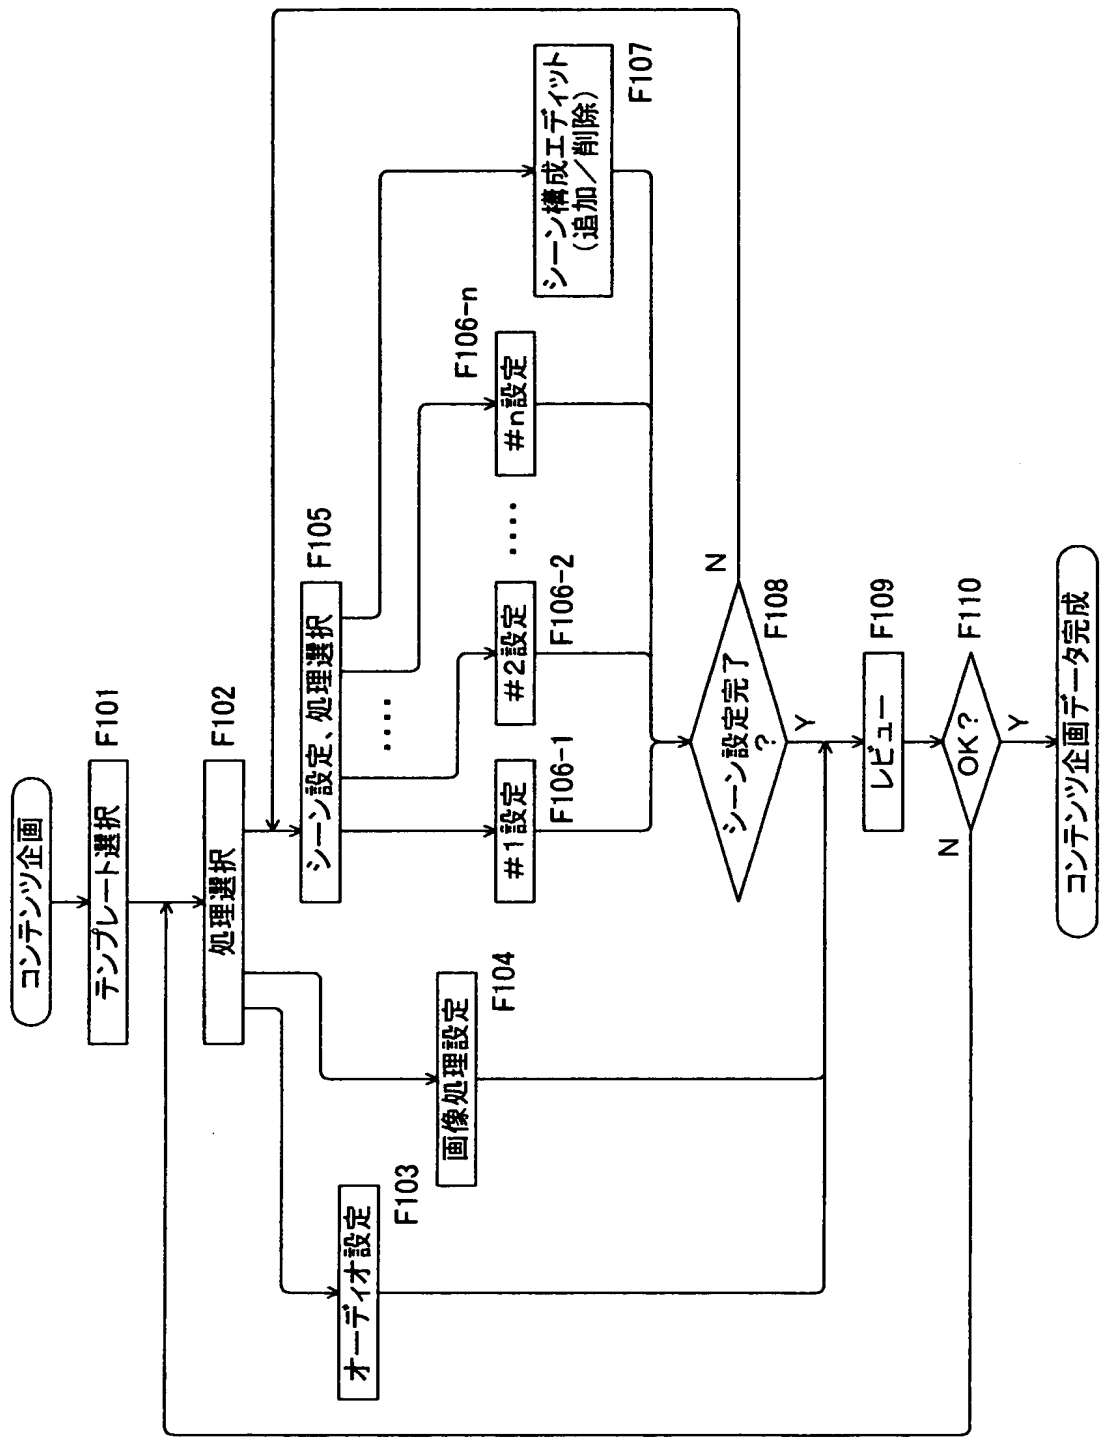 コンテンツ企画
テンプレート選択
F101
処理選択
F102
オーディオ設定
F103
画像処理設定
F104
シーン設定、処理選択
F105
‥‥
#1設定
F106-1
#2設定
F106-2
‥‥
#n設定
F106-n
シーン構成エディット
(追加/削除)
F107
シーン設定完了
?
F108
N
Y
レビュー
F109
OK?
F110
N
Y
コンテンツ企画データ完成